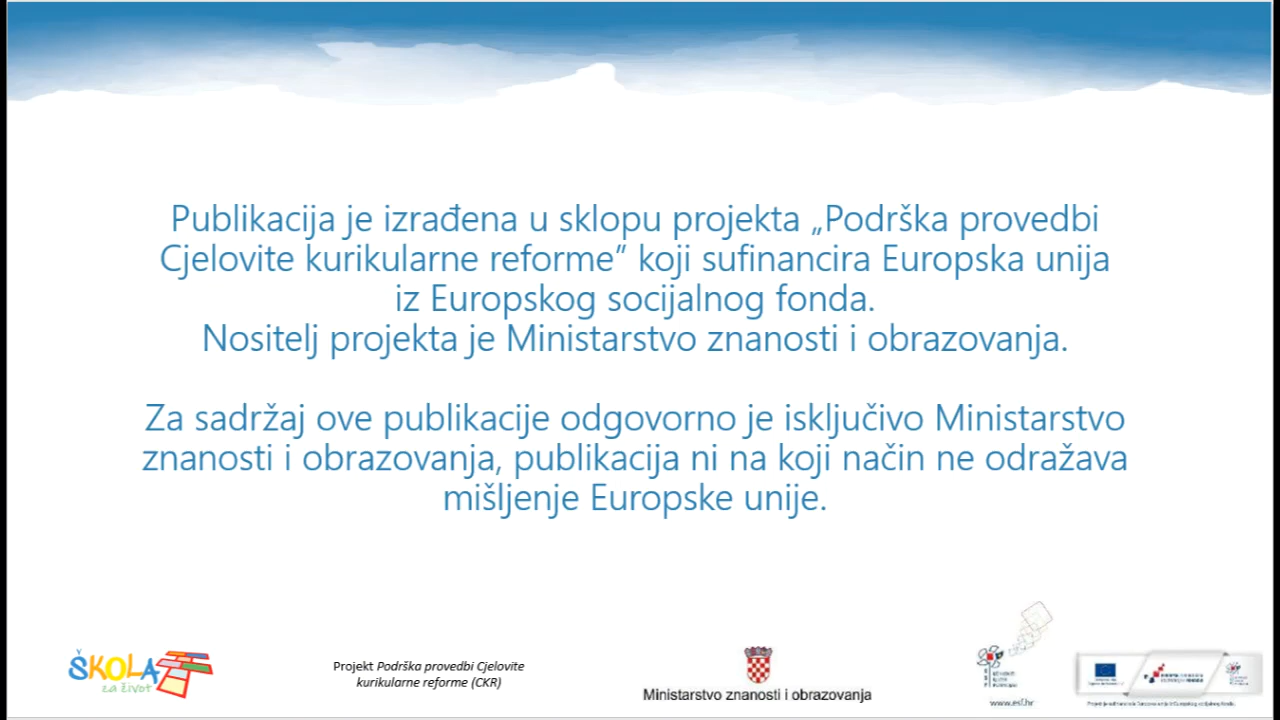 Publikacija je izrađena u sklopu projekta „Podrška provedbi
Cjelovite kurikularne reforme” koji sufinancira Europska unija
iz Europskog socijalnog fonda.
Nositelj projekta je Ministarstvo znanosti i obrazovanja.
Za sadržaj ove publikacije odgovorno je isključivo Ministarstvo
znanosti i obrazovanja, publikacija ni na koji način ne odražava
mišljenje Europske unije.
ŠKOLA
za život
Projekt Podrška provedbi Cjelovite
kurikularne reforme (CKR)
Ministarstvo znanosti i obrazovanja
www.esf.hr